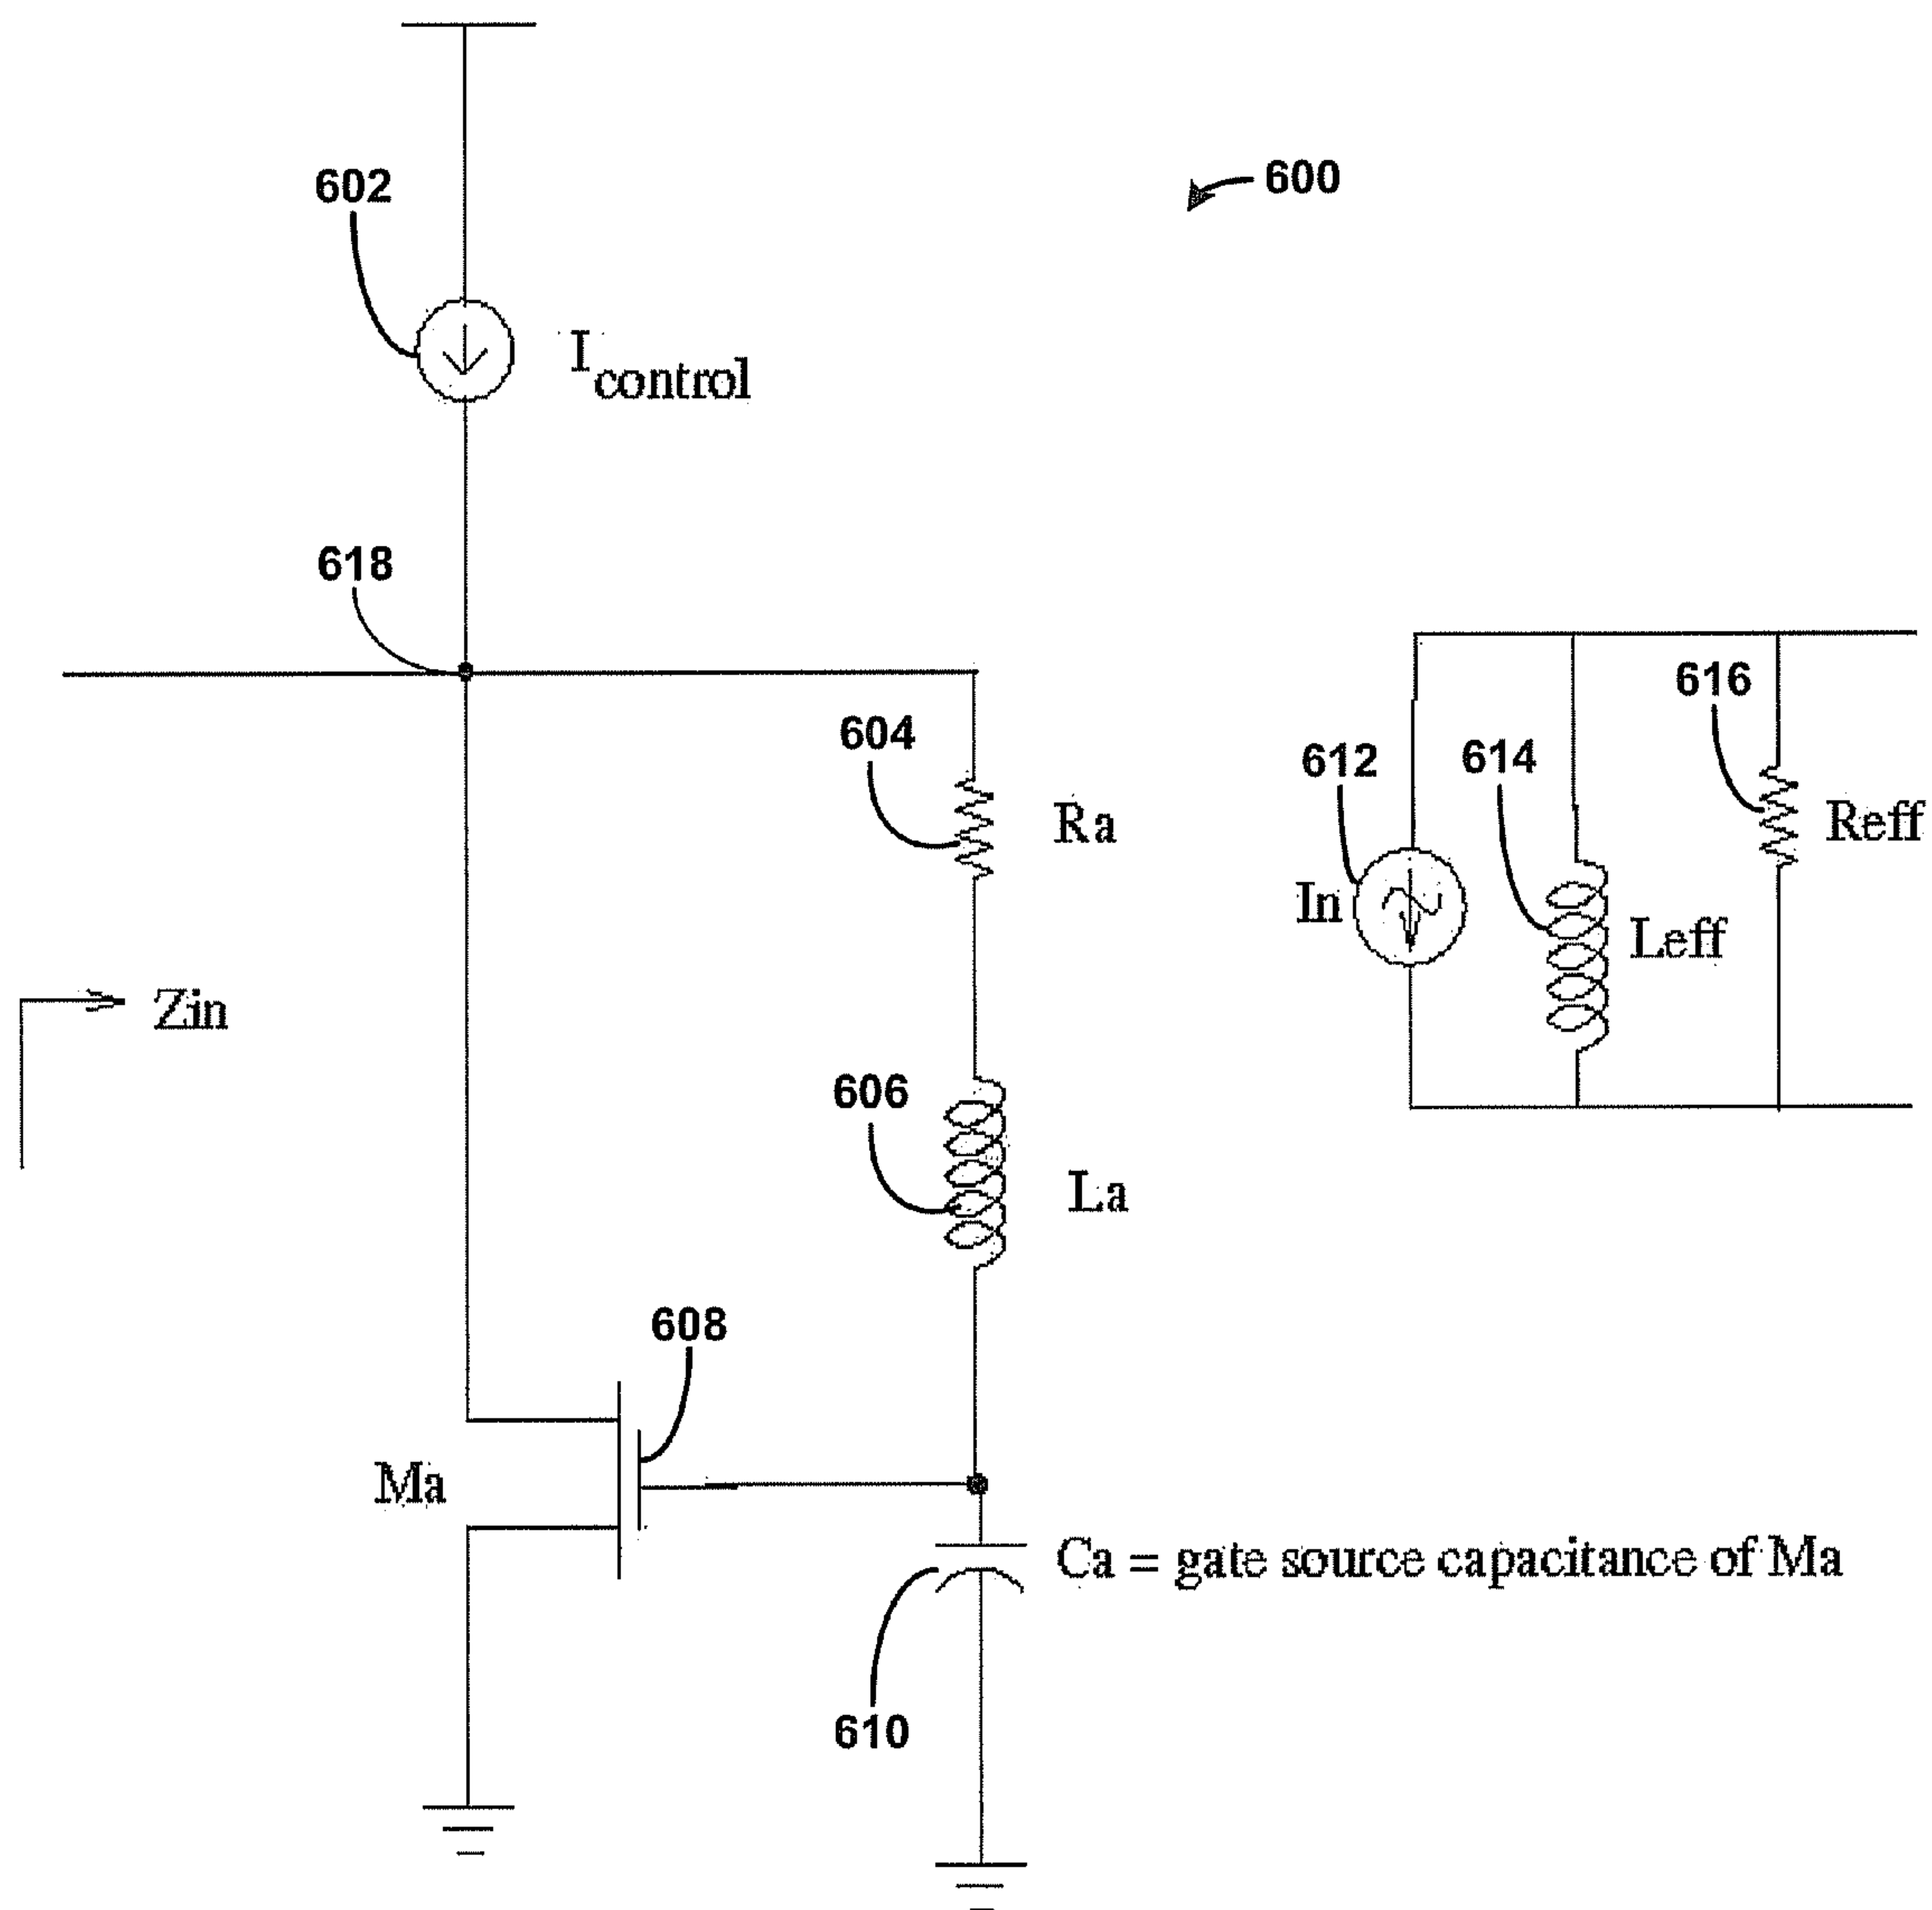 600
602
I control
618
604
Ra
616
612
614
Reff
In
Leff
Zin
606
La
608
Ma
Ca = gate source capacitance of Ma
610